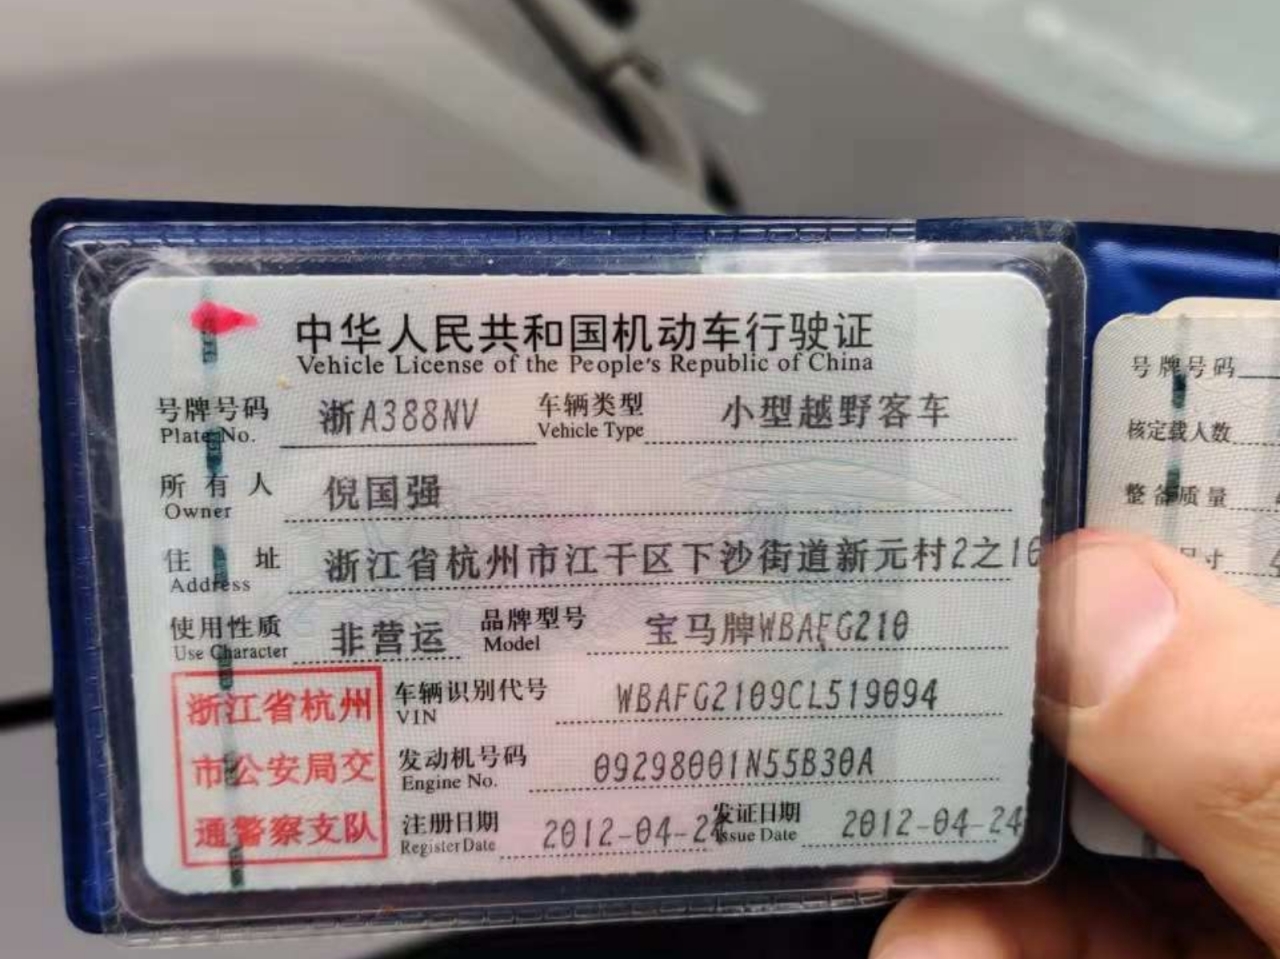 中华人民共和国机动车行驶证
Vehicle License of the People's Republic of China
号牌号码 浙A388NV 车辆类型 小型越野客车
Plate No. Vehicle Type
所有人 倪国强
Owner
住址 浙江省杭州市江干区下沙街道新元村2之16
Address
使用性质 非营运 品牌型号 宝马牌WBAFG210
Use Character Model
浙江省杭州
市公安局交
通警察支队
车辆识别代号 WBAFG2109CL519094
VIN
发动机号码 09298001N55B30A
Engine No.
注册日期 2012-04-24 发证日期 2012-04-24
Register Date Issue Date
号牌号码
核定载人数
整备质量
尺寸